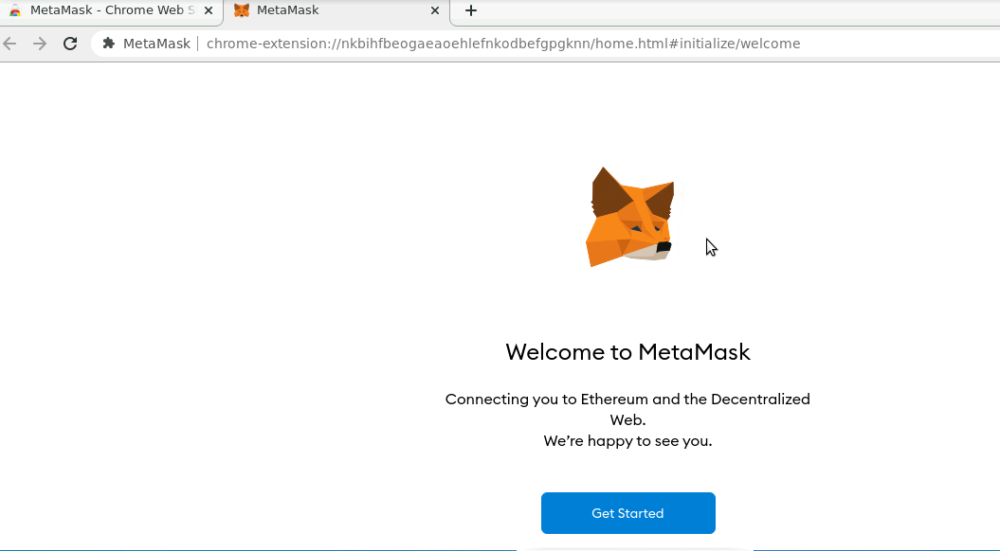 MetaMask - Chrome Web S
MetaMask
MetaMask
chrome-extension://nkbihfbeogaeaoehlefnkodbefgpgknn/home.html#initialize/welcome
Welcome to MetaMask
Connecting you to Ethereum and the Decentralized
Web.
We’re happy to see you.
Get Started